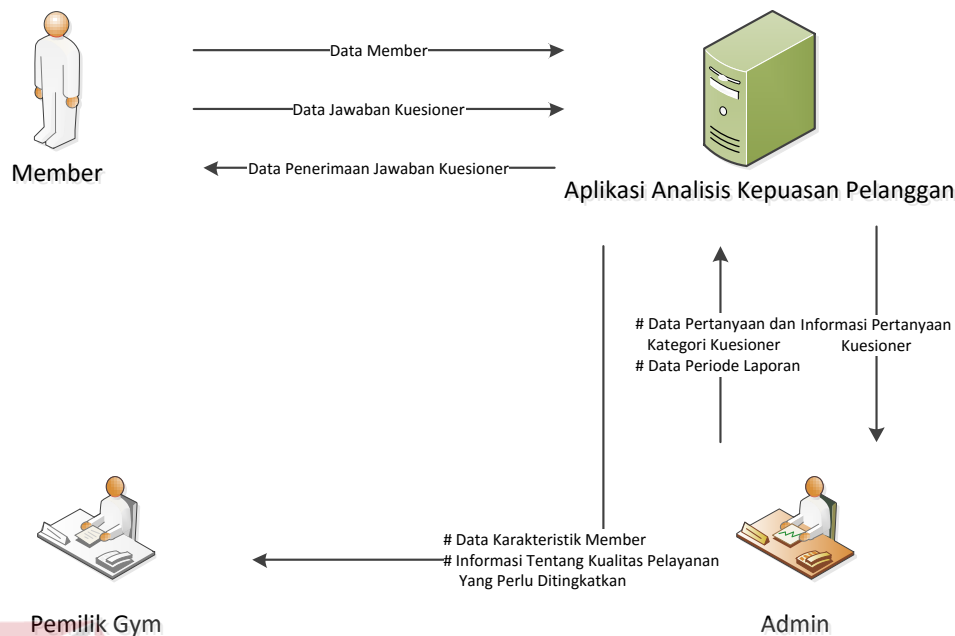 Data Member
Data Jawaban Kuesioner
Data Penerimaan Jawaban Kuesioner
Member
Aplikasi Analisis Kepuasan Pelanggan
# Data Pertanyaan dan
Kategori Kuesioner
# Data Periode Laporan
Informasi Pertanyaan
Kuesioner
# Data Karakteristik Member
# Informasi Tentang Kualitas Pelayanan
Yang Perlu Ditingkatkan
Pemilik Gym
Admin